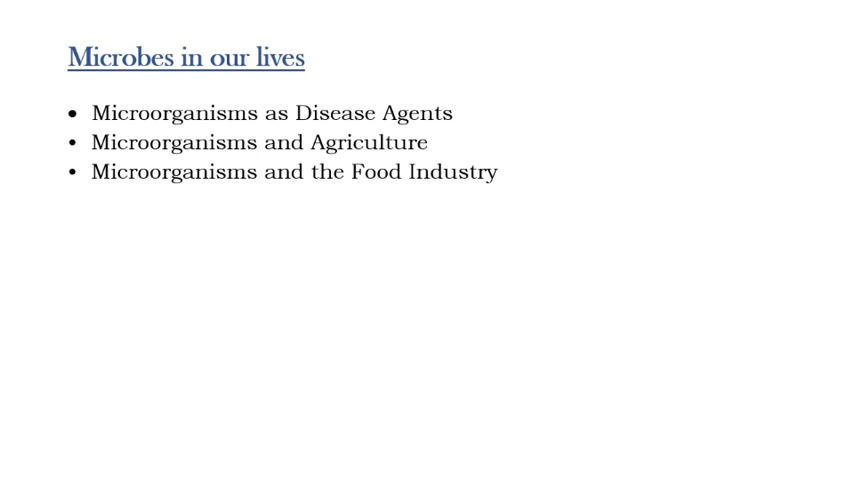 Microbes in our lives
• Microorganisms as Disease Agents
• Microorganisms and Agriculture
• Microorganisms and the Food Industry